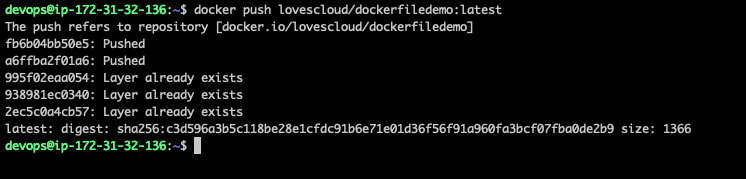 devops@ip-172-31-32-136:~$ docker push lovescloud/dockerfiledemo:latest
The push refers to repository [docker.io/lovescloud/dockerfiledemo]
fb6b04bb50e5: Pushed
a6ffba2f01a6: Pushed
995f02eaa054: Layer already exists
938981ec0340: Layer already exists
2ec5c0a4cb57: Layer already exists
latest: digest: sha256:c3d596a3b5c118be28e1cfdc91b6e71e01d36f56f91a960fa3bcf07fba0de2b9 size: 1366
devops@ip-172-31-32-136:~$